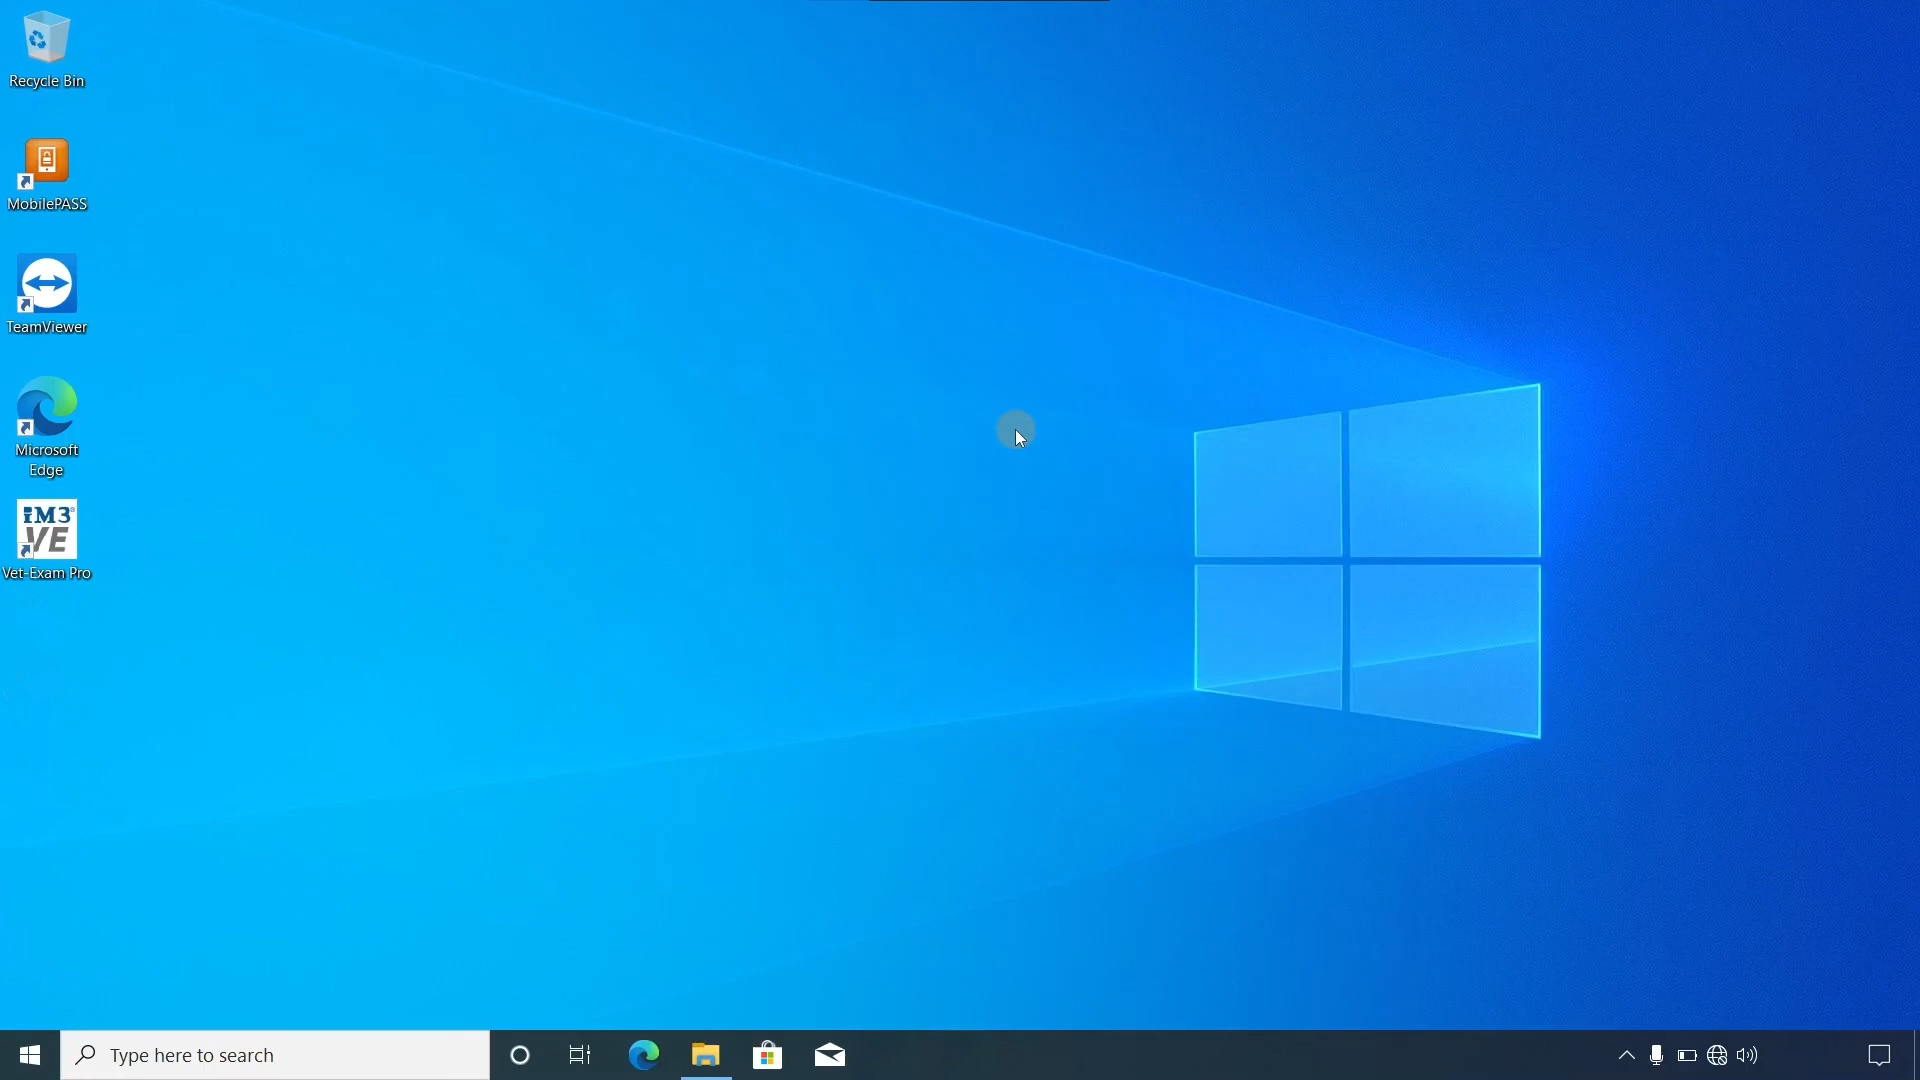 Recycle Bin
MobilePASS
TeamViewer
Microsoft
Edge
iM3®
VE
Vet-Exam Pro
Type here to search